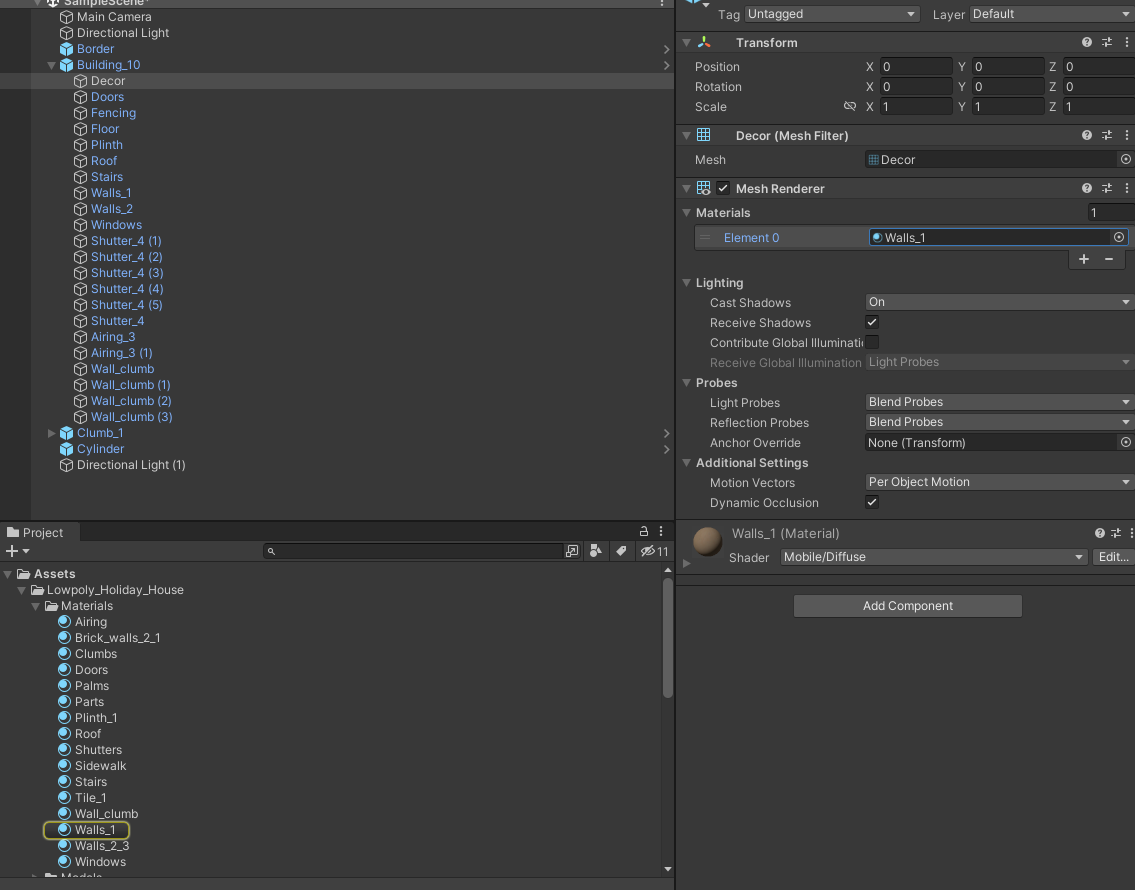 SampleScene*
Main Camera
Directional Light
Border
Building_10
Decor
Doors
Fencing
Floor
Plinth
Roof
Stairs
Walls_1
Walls_2
Windows
Shutter_4 (1)
Shutter_4 (2)
Shutter_4 (3)
Shutter_4 (4)
Shutter_4 (5)
Shutter_4
Airing_3
Airing_3 (1)
Wall_clumb
Wall_clumb (1)
Wall_clumb (2)
Wall_clumb (3)
Clumb_1
Cylinder
Directional Light (1)
Project
11
Assets
Lowpoly_Holiday_House
Materials
Airing
Brick_walls_2_1
Clumbs
Doors
Palms
Parts
Plinth_1
Roof
Shutters
Sidewalk
Stairs
Tile_1
Wall_clumb
Walls_1
Walls_2_3
Windows
Models
Tag Untagged Layer Default
Transform
Position X 0 Y 0 Z 0
Rotation X 0 Y 0 Z 0
Scale X 1 Y 1 Z 1
Decor (Mesh Filter)
Mesh Decor
Mesh Renderer
Materials 1
Element 0 Walls_1
+ −
Lighting
Cast Shadows On
Receive Shadows
Contribute Global Illuminati
Receive Global Illumination Light Probes
Probes
Light Probes Blend Probes
Reflection Probes Blend Probes
Anchor Override None (Transform)
Additional Settings
Motion Vectors Per Object Motion
Dynamic Occlusion
Walls_1 (Material)
Shader Mobile/Diffuse Edit...
Add Component